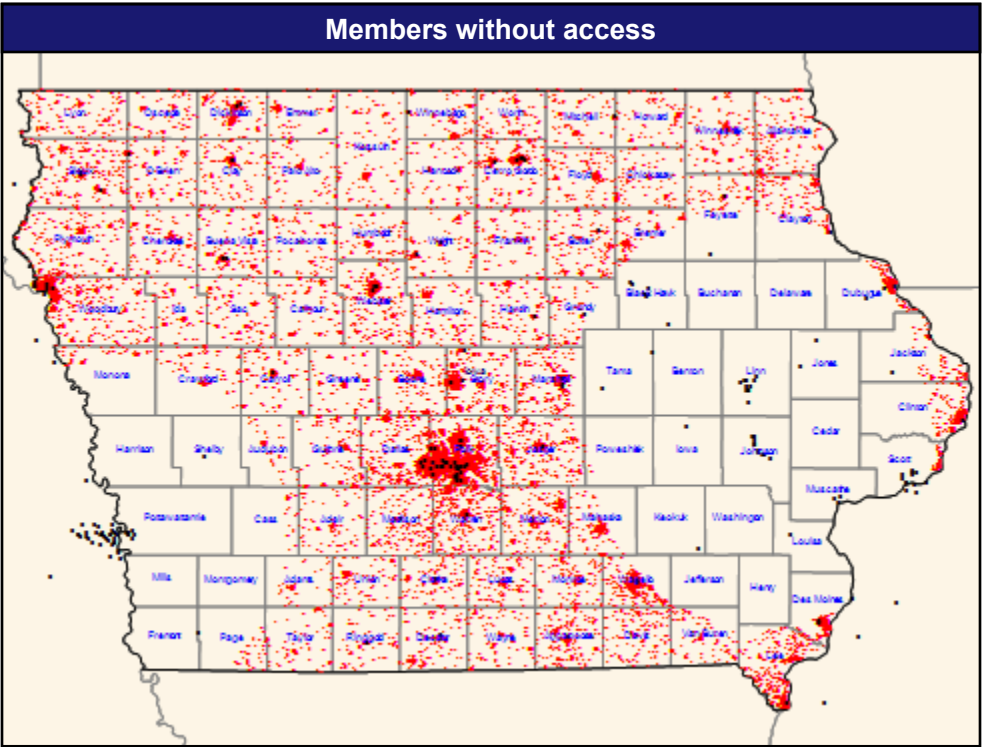 Members without access
Lyon
Osceola
Dickinson
Emmet
Winnebago
Worth
Mitchell
Howard
Winneshiek
Allamakee
Kossuth
Sioux
O'Brien
Clay
Palo Alto
Hancock
Cerro Gordo
Floyd
Chickasaw
Plymouth
Cherokee
Buena Vista
Pocahontas
Humboldt
Wright
Franklin
Butler
Bremer
Fayette
Clayton
Woodbury
Ida
Sac
Calhoun
Webster
Hamilton
Hardin
Grundy
Black Hawk
Buchanan
Delaware
Dubuque
Monona
Crawford
Carroll
Greene
Boone
Story
Marshall
Tama
Benton
Linn
Jones
Jackson
Clinton
Harrison
Shelby
Audubon
Guthrie
Dallas
Polk
Jasper
Poweshiek
Iowa
Johnson
Cedar
Scott
Muscatine
Pottawattamie
Cass
Adair
Madison
Warren
Marion
Mahaska
Keokuk
Washington
Louisa
Mills
Montgomery
Adams
Union
Clarke
Lucas
Monroe
Wapello
Jefferson
Henry
Des Moines
Fremont
Page
Taylor
Ringgold
Decatur
Wayne
Appanoose
Davis
Van Buren
Lee